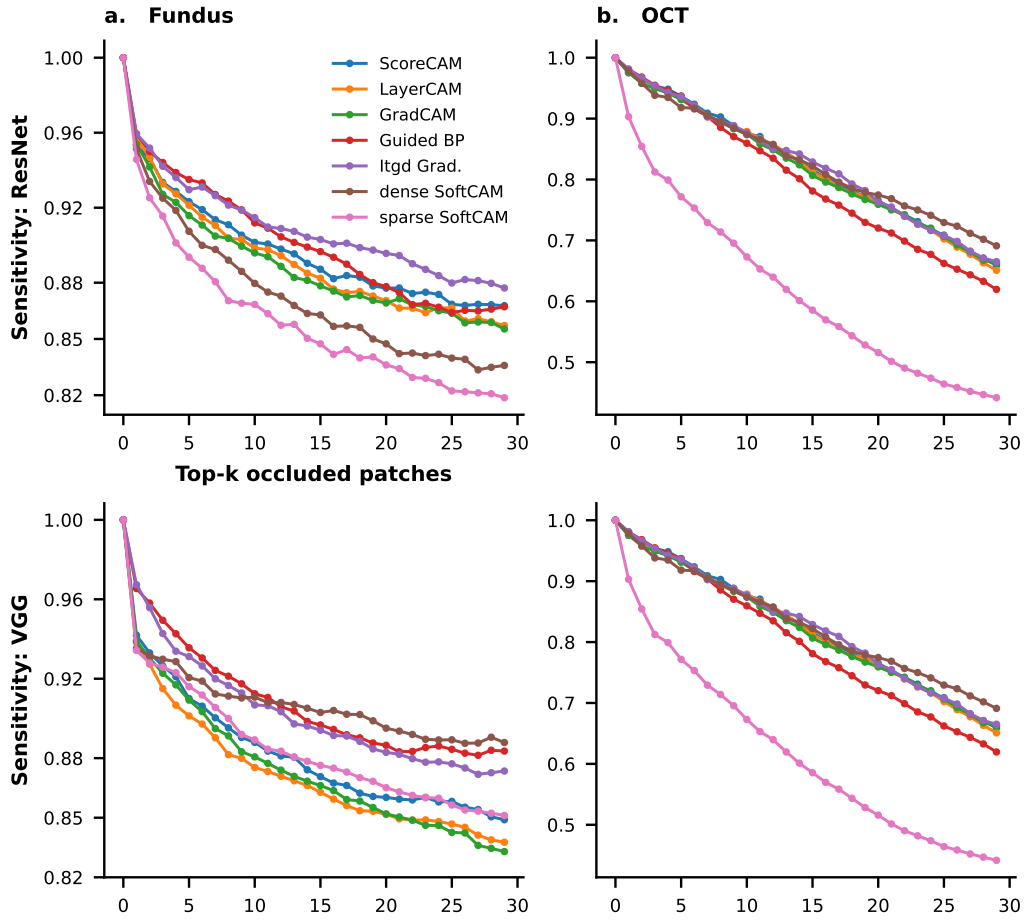 a. Fundus
b. OCT
Sensitivity: ResNet
1.00
0.96
0.92
0.88
0.85
0.82
ScoreCAM
LayerCAM
GradCAM
Guided BP
Itgd Grad.
dense SoftCAM
sparse SoftCAM
0 5 10 15 20 25 30
1.0
0.9
0.8
0.7
0.6
0.5
0 5 10 15 20 25 30
Top-k occluded patches
Sensitivity: VGG
1.00
0.96
0.92
0.88
0.85
0.82
0 5 10 15 20 25 30
1.0
0.9
0.8
0.7
0.6
0.5
0 5 10 15 20 25 30